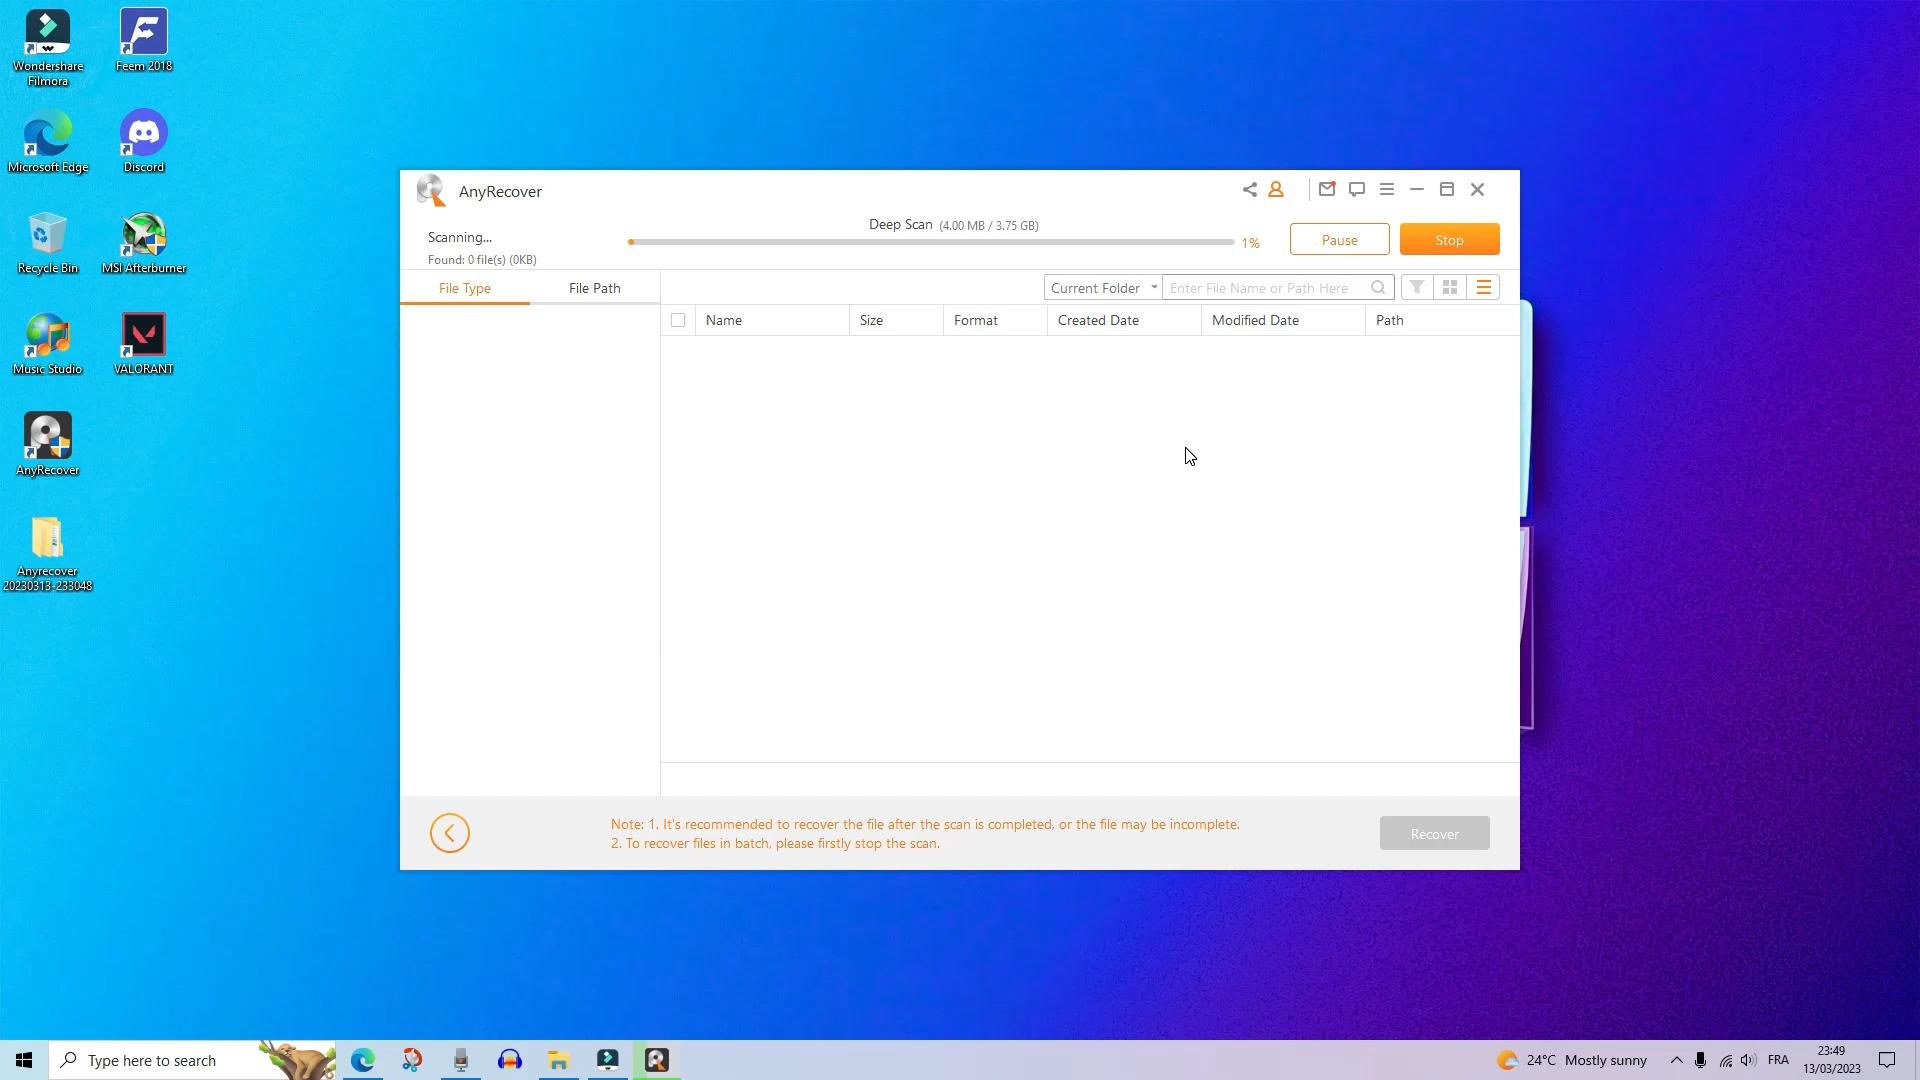 Wondershare
Filmora
Feem 2018
Microsoft Edge
Discord
Recycle Bin
MSI Afterburner
Music Studio
VALORANT
AnyRecover
Anyrecover
20230313-233048
AnyRecover
Scanning...
Found: 0 file(s) (0KB)
Deep Scan (4.00 MB / 3.75 GB)
1%
Pause
Stop
File Type
File Path
Current Folder
Enter File Name or Path Here
Name
Size
Format
Created Date
Modified Date
Path
Note: 1. It's recommended to recover the file after the scan is completed, or the file may be incomplete.
2. To recover files in batch, please firstly stop the scan.
Recover
Type here to search
24°C Mostly sunny
FRA
23:49
13/03/2023